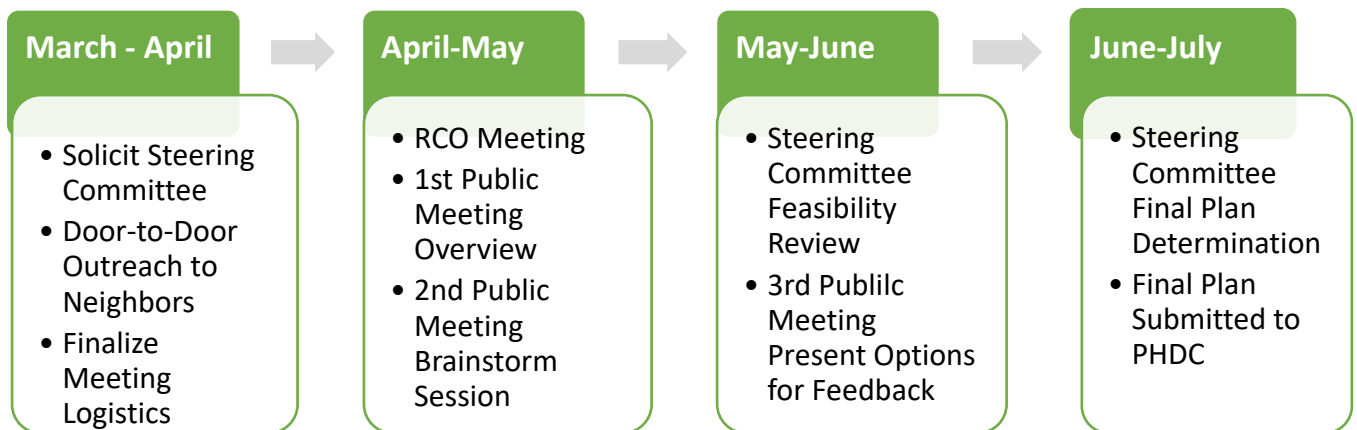 March - April
• Solicit Steering
Committee
• Door-to-Door
Outreach to
Neighbors
• Finalize
Meeting
Logistics
April-May
• RCO Meeting
• 1st Public
Meeting
Overview
• 2nd Public
Meeting
Brainstorm
Session
May-June
• Steering
Committee
Feasibility
Review
• 3rd Publilc
Meeting
Present Options
for Feedback
June-July
• Steering
Committee
Final Plan
Determination
• Final Plan
Submitted to
PHDC